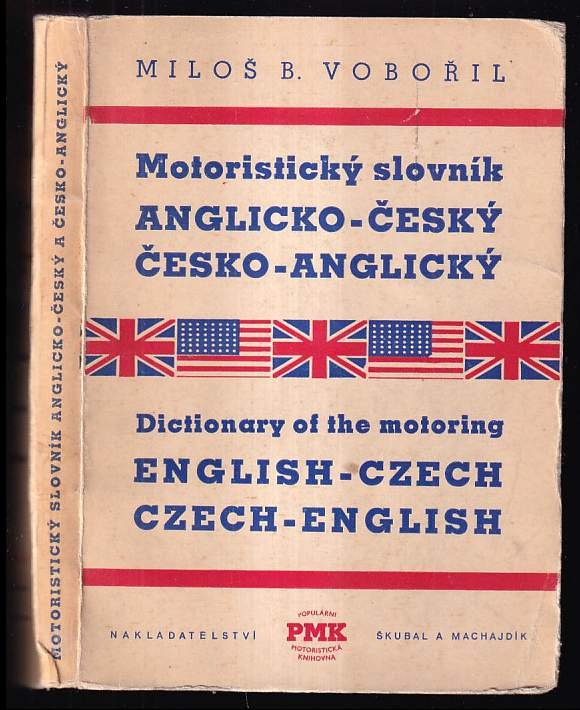 MOTORISTICKÝ SLOVNÍK ANGLICKO-ČESKÝ A ČESKO-ANGLICKÝ
MILOŠ B. VOBOŘIL
Motoristický slovník
ANGLICKO-ČESKÝ
ČESKO-ANGLICKÝ
Dictionary of the motoring
ENGLISH-CZECH
CZECH-ENGLISH
NAKLADATELSTVÍ
POPULÁRNÍ
PMK
MOTORISTICKÁ
KNIHOVNA
ŠKUBAL A MACHAJDÍK